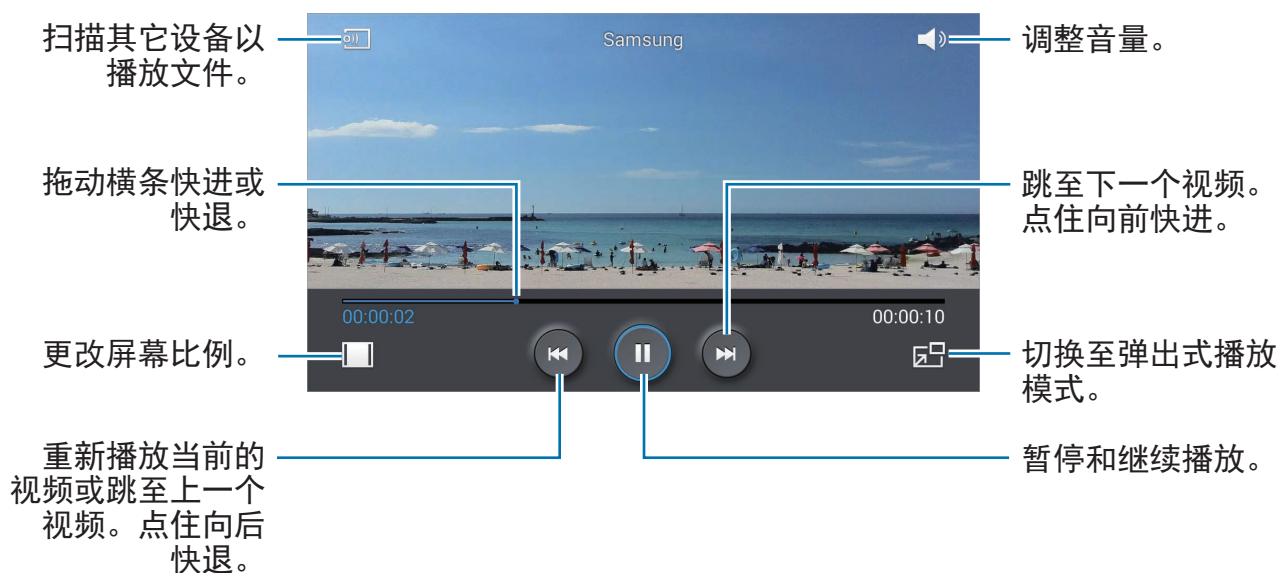 扫描其它设备以
播放文件。
Samsung
调整音量。
拖动横条快进或
快退。
跳至下一个视频。
点住向前快进。
00:00:02
00:00:10
更改屏幕比例。
切换至弹出式播放
模式。
重新播放当前的
视频或跳至上一个
视频。点住向后
快退。
暂停和继续播放。